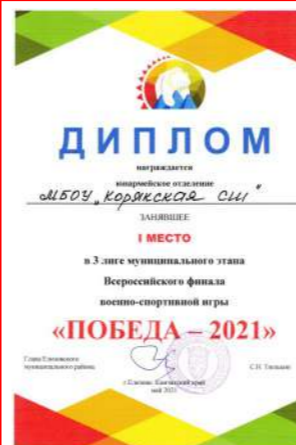 ДИПЛОМ
награждается
юнармейское отделение
МБОУ „Корякская СШ"
ЗАНЯВШЕЕ
I МЕСТО
в 3 лиге муниципального этапа
Всероссийского финала
военно-спортивной игры
«ПОБЕДА – 2021»
Глава Елизовского
муниципального района
С.Н. Тюлькин
г.Елизово Камчатский край
май 2021